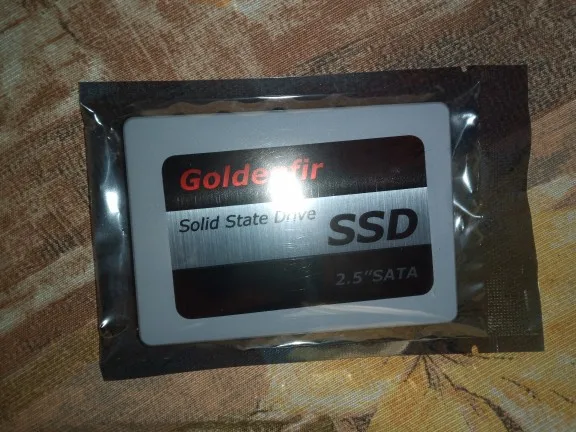 Goldenfir
Solid State Drive
SSD
2.5"SATA